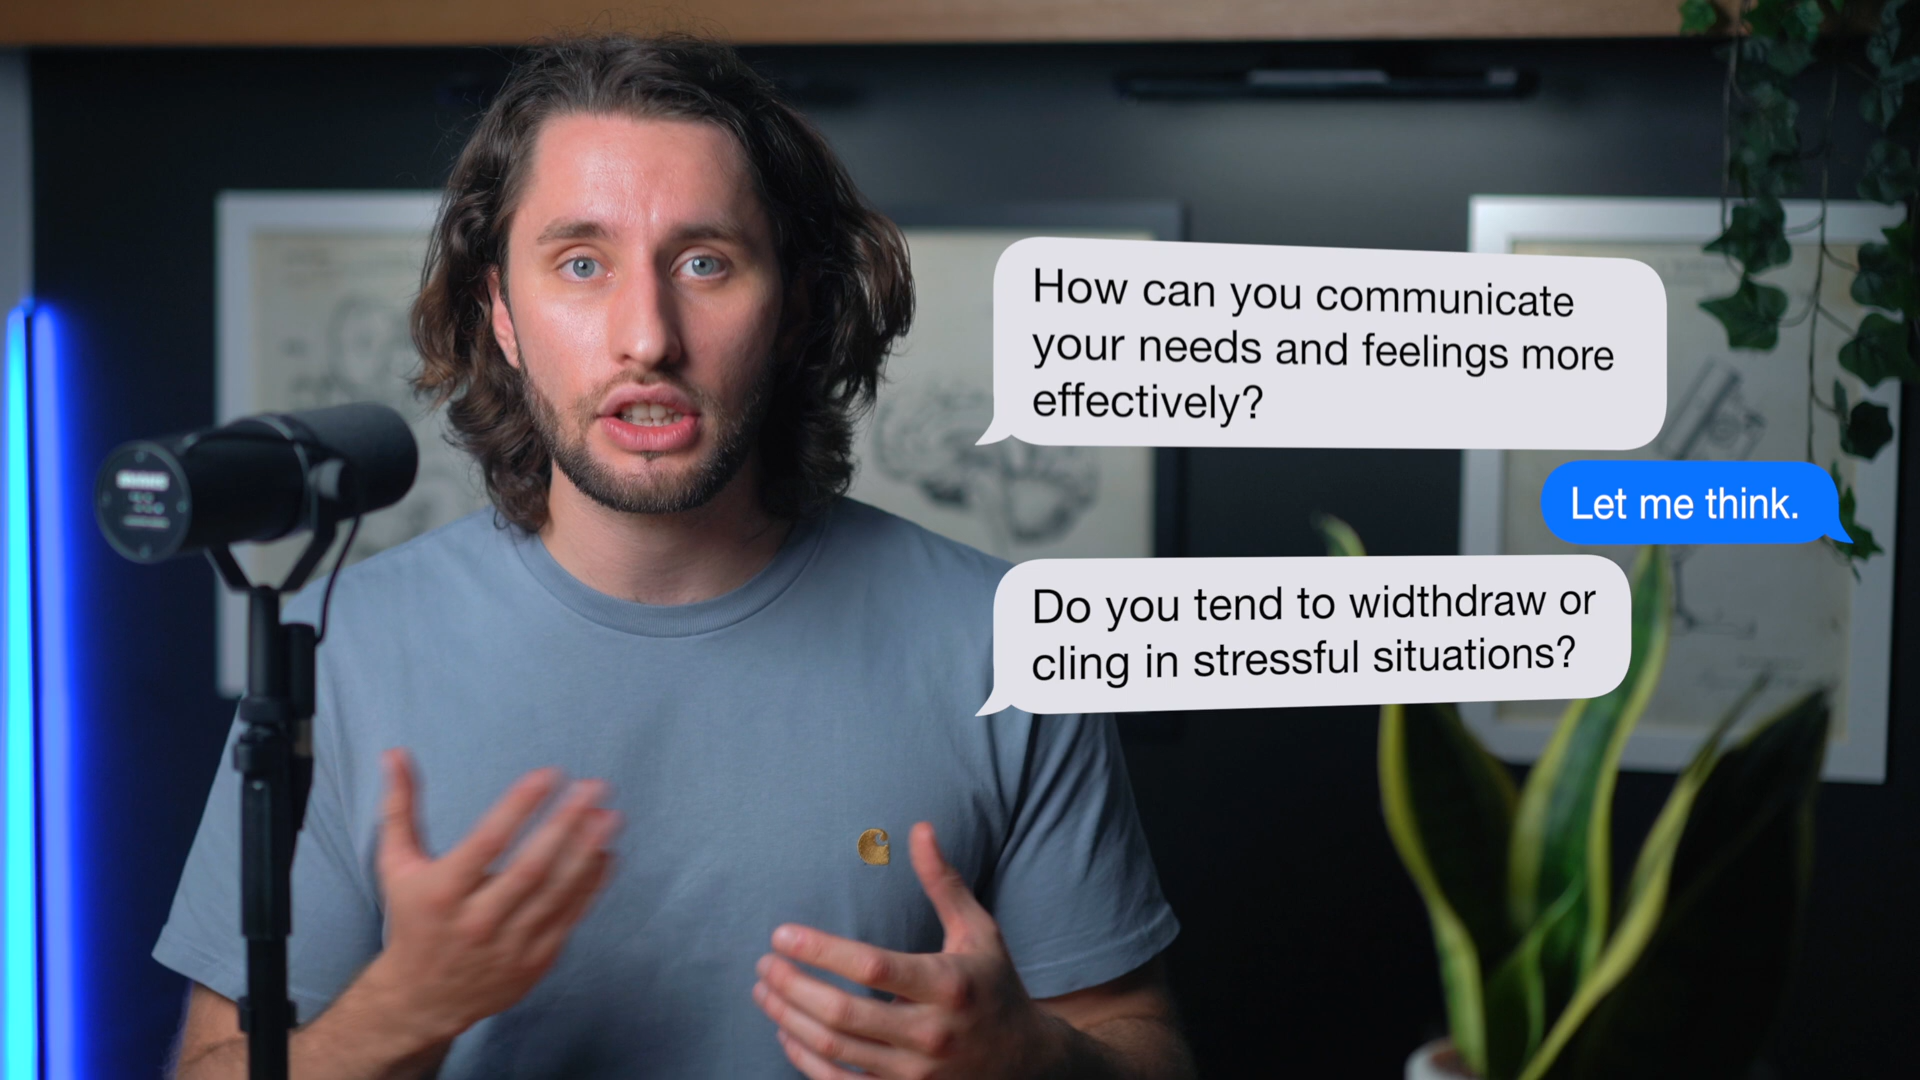 How can you communicate
your needs and feelings more
effectively?
Let me think.
Do you tend to widthdraw or
cling in stressful situations?